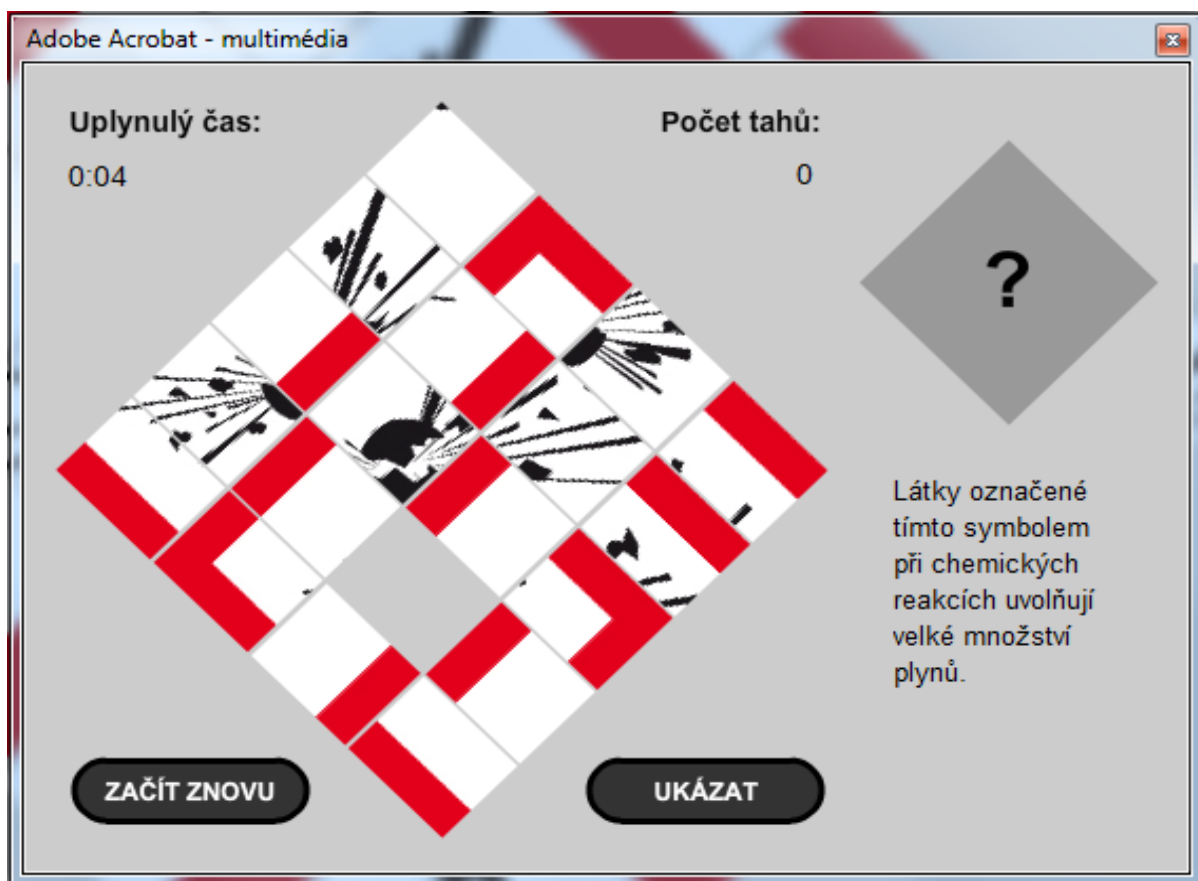 Adobe Acrobat - multimédia
Uplynulý čas:
0:04
Počet tahů:
0
?
Látky označené
tímto symbolem
při chemických
reakcích uvolňují
velké množství
plynů.
ZAČÍT ZNOVU
UKÁZAT